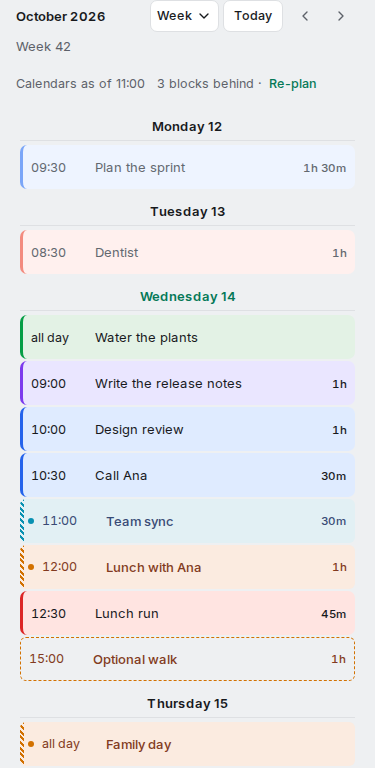 October 2026 Week Today
Week 42
Calendars as of 11:00 3 blocks behind · Re-plan
Monday 12
09:30 Plan the sprint 1h 30m
Tuesday 13
08:30 Dentist 1h
Wednesday 14
all day Water the plants
09:00 Write the release notes 1h
10:00 Design review 1h
10:30 Call Ana 30m
11:00 Team sync 30m
12:00 Lunch with Ana 1h
12:30 Lunch run 45m
15:00 Optional walk 1h
Thursday 15
all day Family day